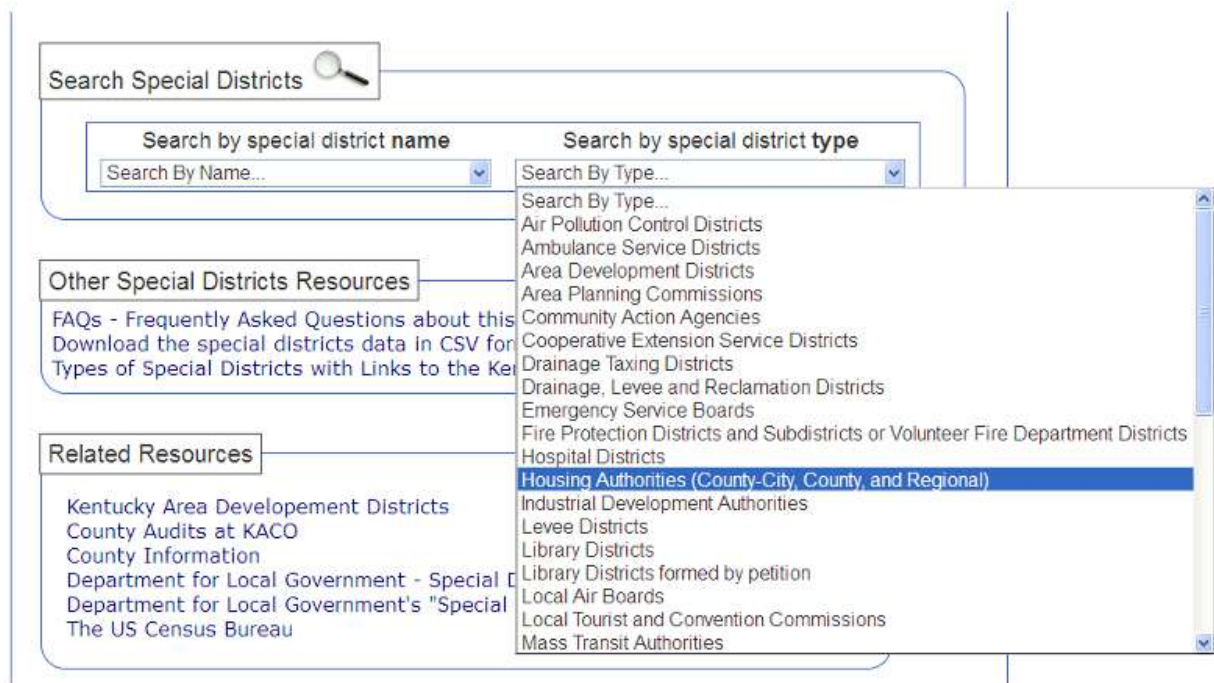 Search Special Districts
Search by special district name
Search by special district type
Search By Name...
Search By Type...
Search By Type...
Air Pollution Control Districts
Ambulance Service Districts
Area Development Districts
Area Planning Commissions
Community Action Agencies
Cooperative Extension Service Districts
Drainage Taxing Districts
Drainage, Levee and Reclamation Districts
Emergency Service Boards
Fire Protection Districts and Subdistricts or Volunteer Fire Department Districts
Hospital Districts
Housing Authorities (County-City, County, and Regional)
Industrial Development Authorities
Levee Districts
Library Districts
Library Districts formed by petition
Local Air Boards
Local Tourist and Convention Commissions
Mass Transit Authorities
Other Special Districts Resources
FAQs - Frequently Asked Questions about this
Download the special districts data in CSV for
Types of Special Districts with Links to the Ke
Related Resources
Kentucky Area Developement Districts
County Audits at KACO
County Information
Department for Local Government - Special D
Department for Local Government's "Special
The US Census Bureau